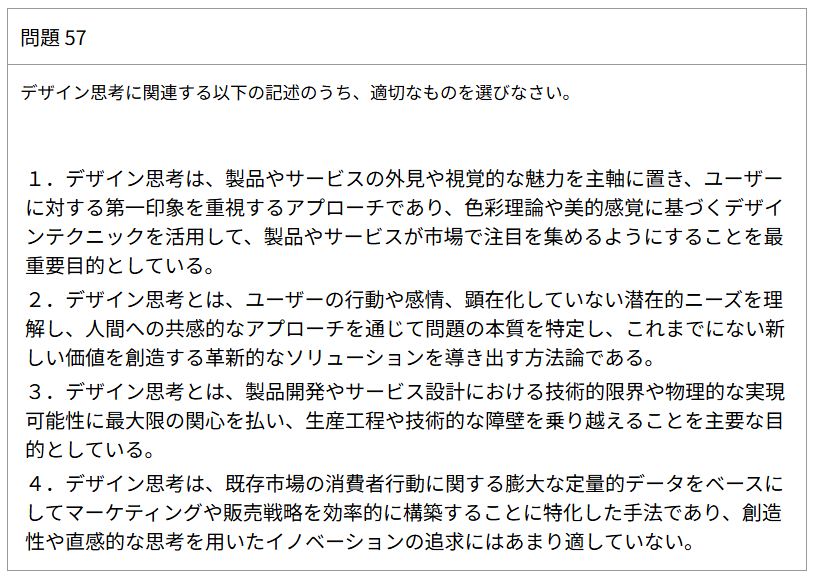 問題 57
デザイン思考に関連する以下の記述のうち、適切なものを選びなさい。
１．デザイン思考は、製品やサービスの外見や視覚的な魅力を主軸に置き、ユーザー
に対する第一印象を重視するアプローチであり、色彩理論や美的感覚に基づくデザイ
ンテクニックを活用して、製品やサービスが市場で注目を集めるようにすることを最
重要目的としている。
２．デザイン思考とは、ユーザーの行動や感情、顕在化していない潜在的ニーズを理
解し、人間への共感的なアプローチを通じて問題の本質を特定し、これまでにない新
しい価値を創造する革新的なソリューションを導き出す方法論である。
３．デザイン思考とは、製品開発やサービス設計における技術的限界や物理的な実現
可能性に最大限の関心を払い、生産工程や技術的な障壁を乗り越えることを主要な目
的としている。
４．デザイン思考は、既存市場の消費者行動に関する膨大な定量的データをベースに
してマーケティングや販売戦略を効率的に構築することに特化した手法であり、創造
性や直感的な思考を用いたイノベーションの追求にはあまり適していない。